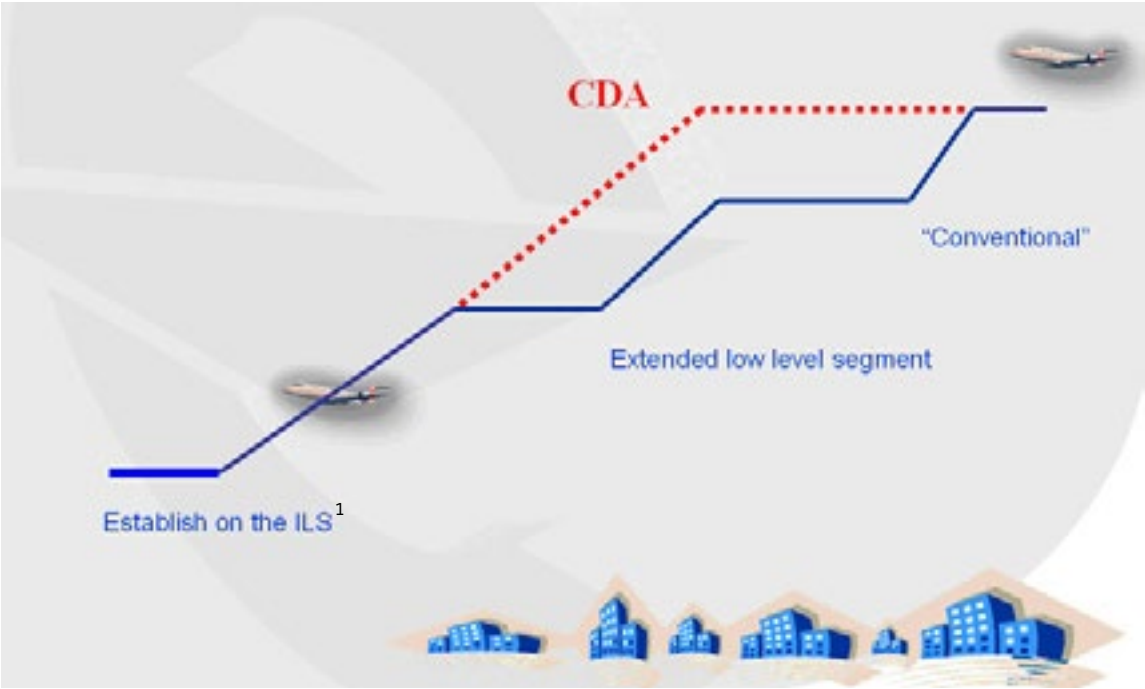 CDA
“Conventional”
Extended low level segment
Establish on the ILS1